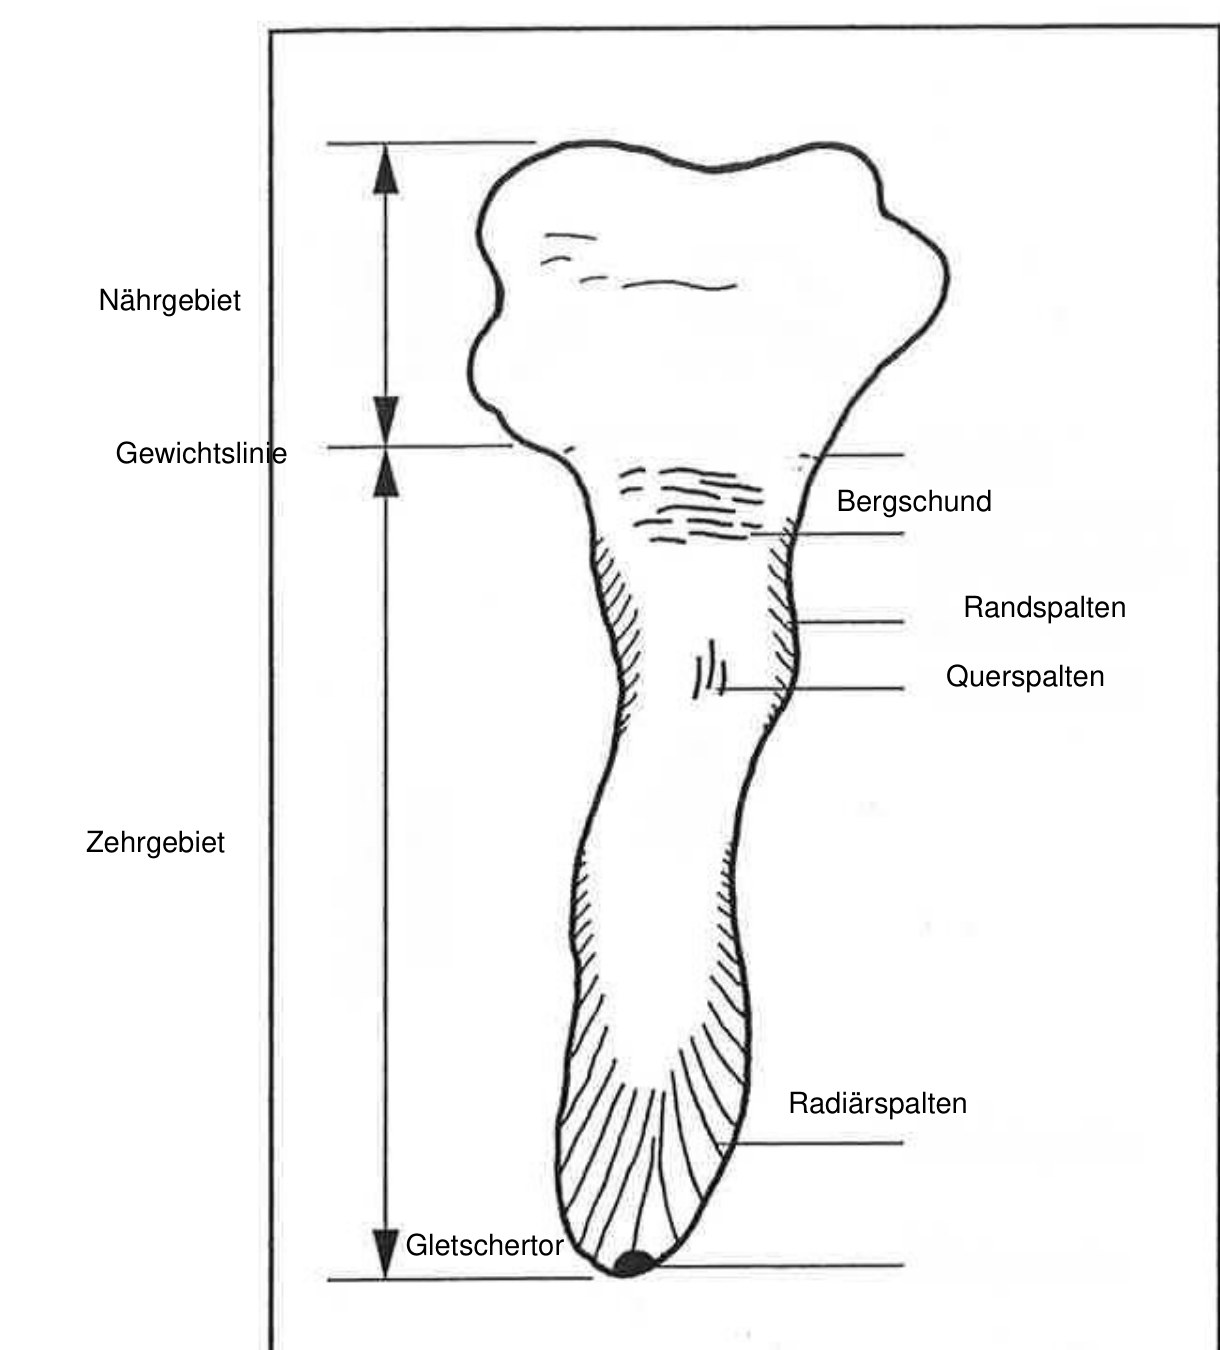 Nährgebiet
Gewichtslinie
Bergschund
Randspalten
Querspalten
Zehrgebiet
Radiärspalten
Gletschertor